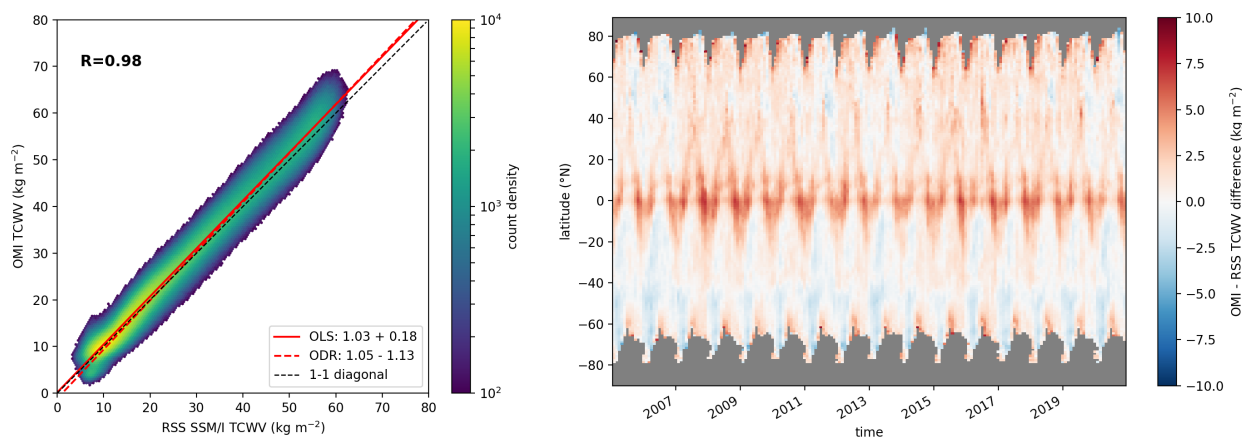 80
70
60
50
40
30
20
10
0
OMI TCWV (kg m⁻²)
R=0.98
OLS: 1.03 + 0.18
ODR: 1.05 - 1.13
1-1 diagonal
0 10 20 30 40 50 60 70 80
RSS SSM/I TCWV (kg m⁻²)
10⁴
10³
10²
count density
80
60
40
20
0
−20
−40
−60
−80
latitude (°N)
2007 2009 2011 2013 2015 2017 2019
time
10.0
7.5
5.0
2.5
0.0
−2.5
−5.0
−7.5
−10.0
OMI - RSS TCWV difference (kg m⁻²)